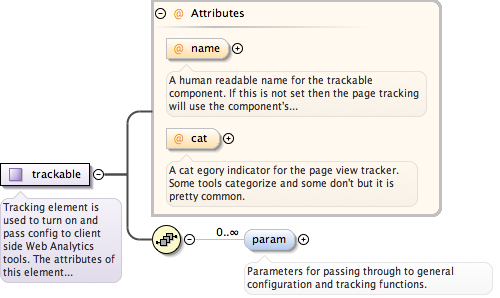 @ Attributes
@ name
A human readable name for the trackable
component. If this is not set then the page tracking
will use the component's...
@ cat
A cat egory indicator for the page view tracker.
Some tools categorize and some don't but it is
pretty common.
trackable
Tracking element is
used to turn on and
pass config to client
side Web Analytics
tools. The attributes of
this element...
0..∞
param
Parameters for passing through to general
configuration and tracking functions.